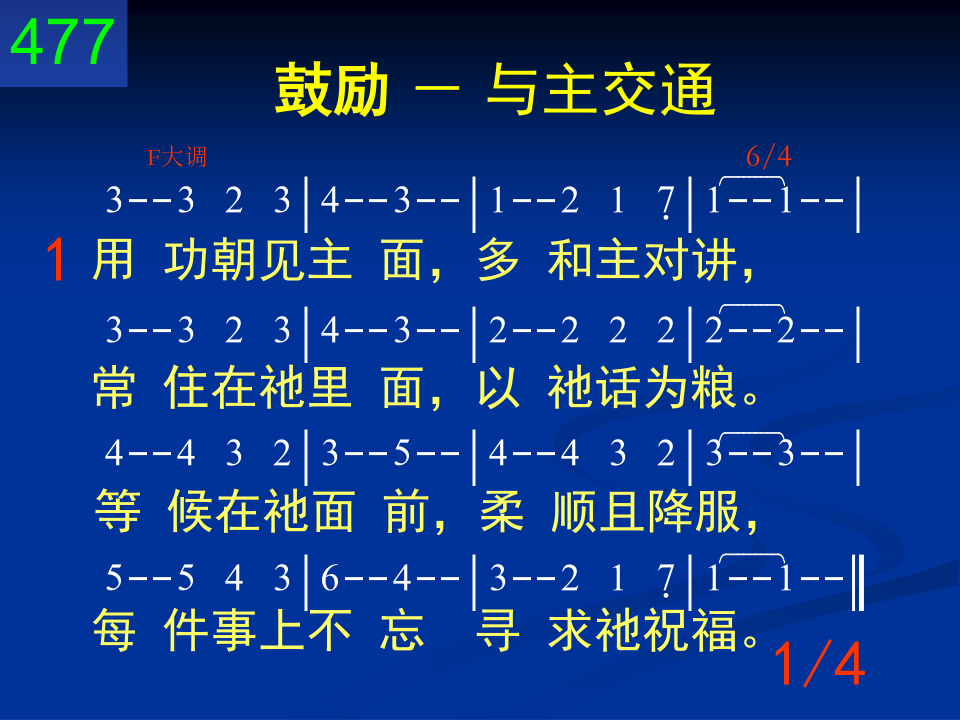 477
鼓励 － 与主交通
F大调 6/4
3--3 2 3|4--3--|1--2 1 7̣|1--1--|
1 用 功朝见主 面，多 和主对讲，
3--3 2 3|4--3--|2--2 2 2|2--2--|
常 住在祂里 面，以 祂话为粮。
4--4 3 2|3--5--|4--4 3 2|3--3--|
等 候在祂面 前，柔 顺且降服，
5--5 4 3|6--4--|3--2 1 7̣|1--1--‖
每 件事上不 忘 寻 求祂祝福。
1/4